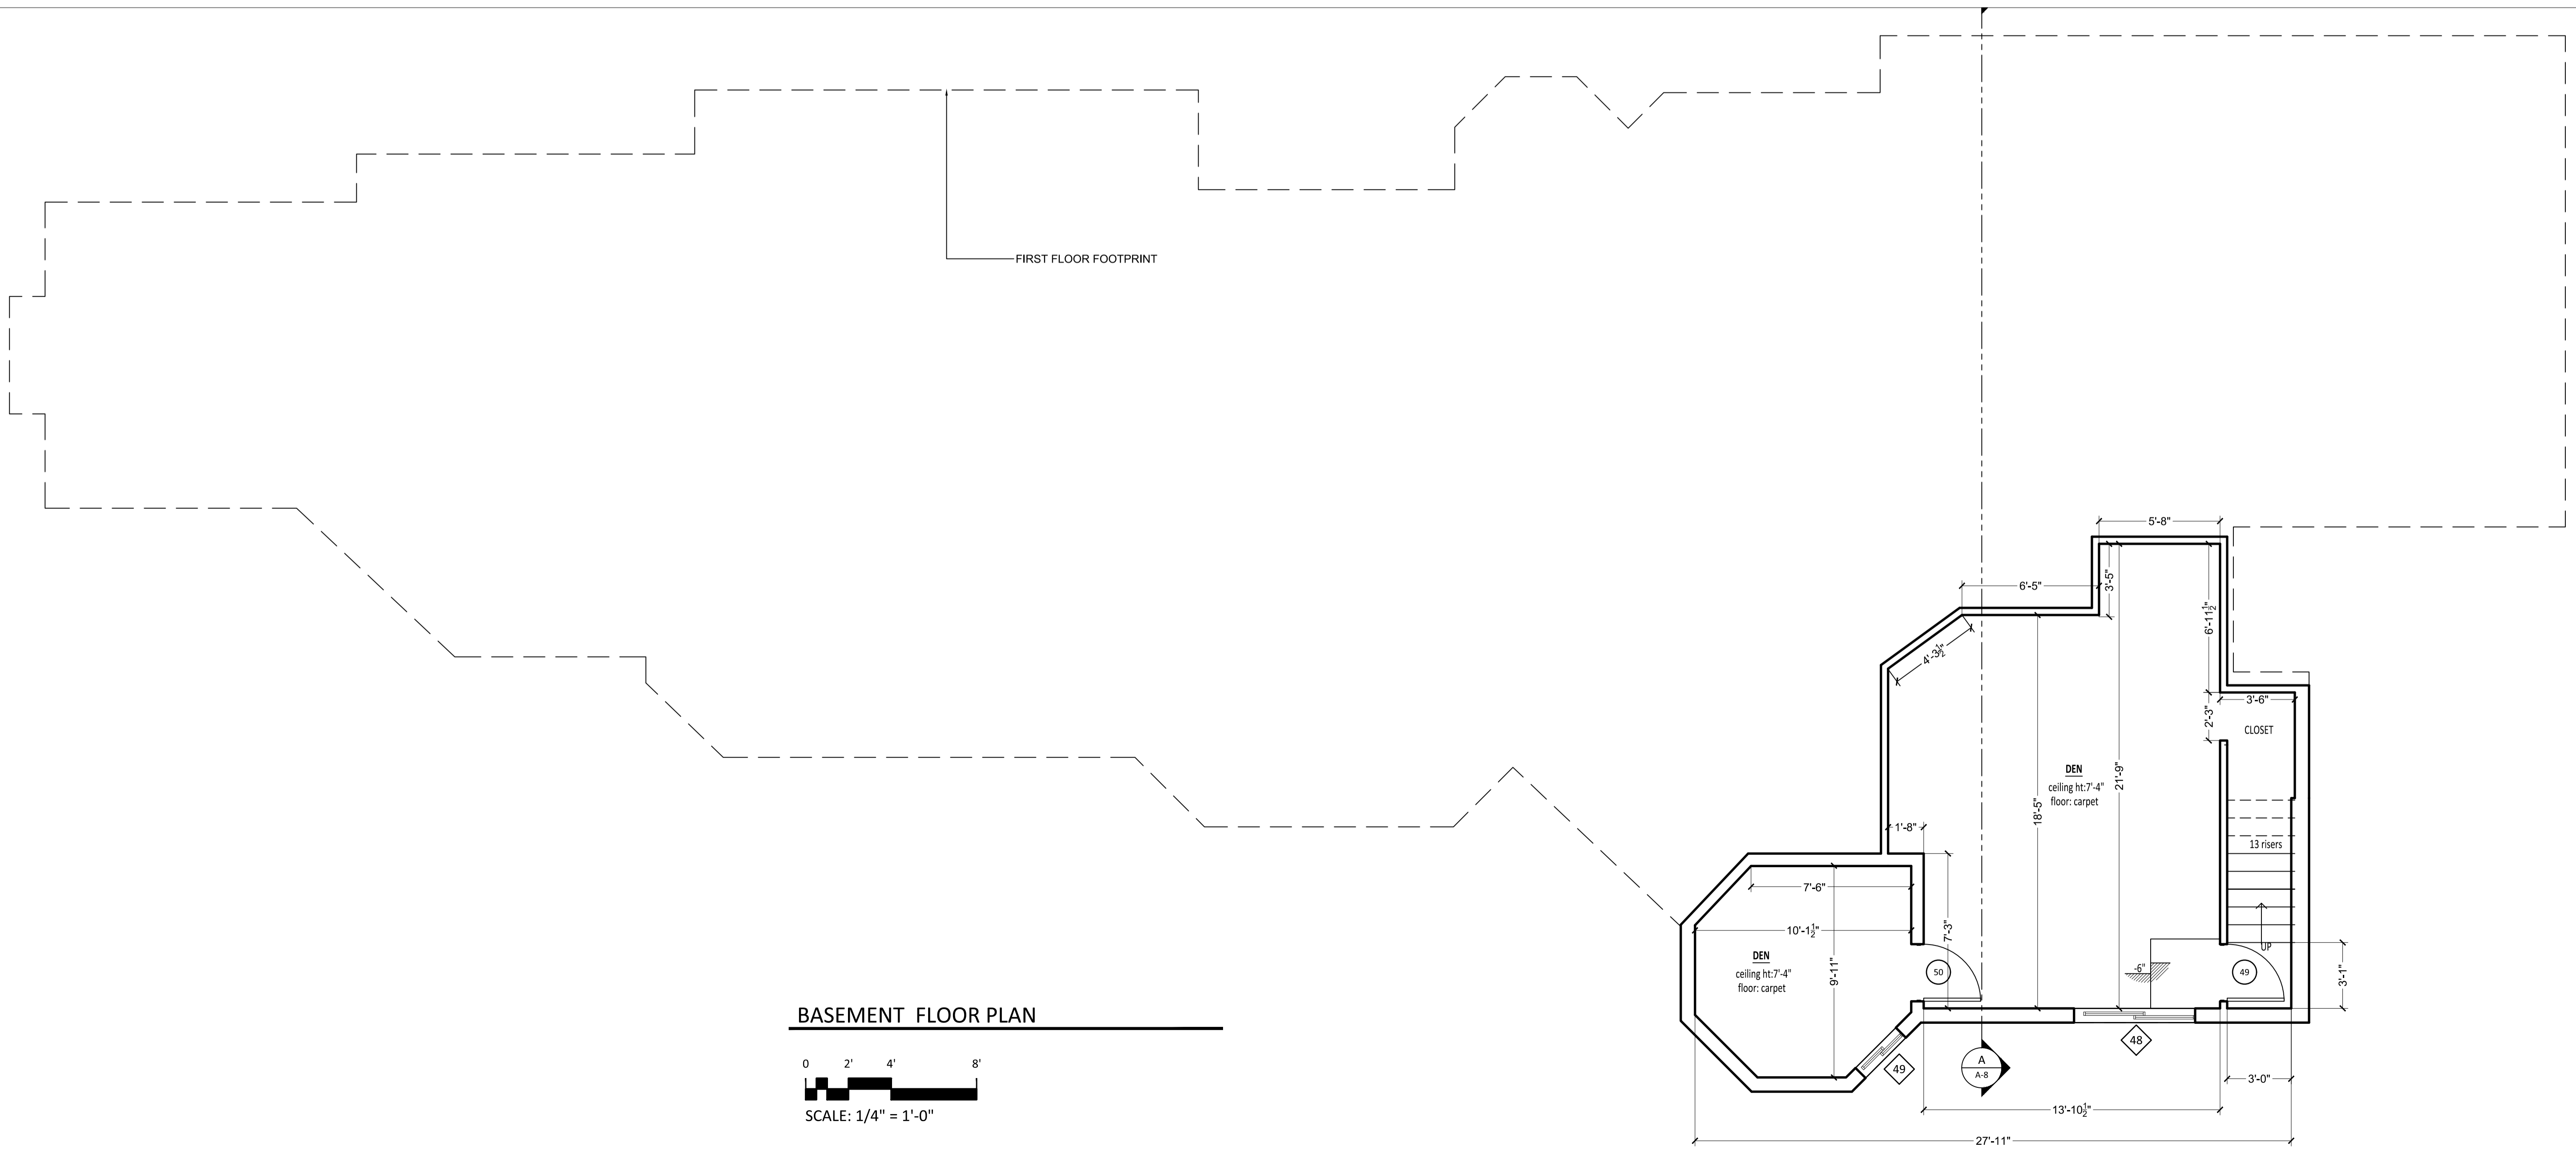 FIRST FLOOR FOOTPRINT
5'-8"
6'-5"
3'-5"
6'-11½"
4'-3½"
3'-6"
2'-3"
CLOSET
DEN
ceiling ht:7'-4"
floor: carpet
21'-9"
18'-5"
1'-8"
13 risers
7'-6"
7'-3"
10'-1½"
UP
DEN
ceiling ht:7'-4"
floor: carpet
9'-11"
50
-6"
49
3'-1"
BASEMENT FLOOR PLAN
48
49
A
A-8
0 2' 4' 8'
3'-0"
SCALE: 1/4" = 1'-0"
13'-10½"
27'-11"